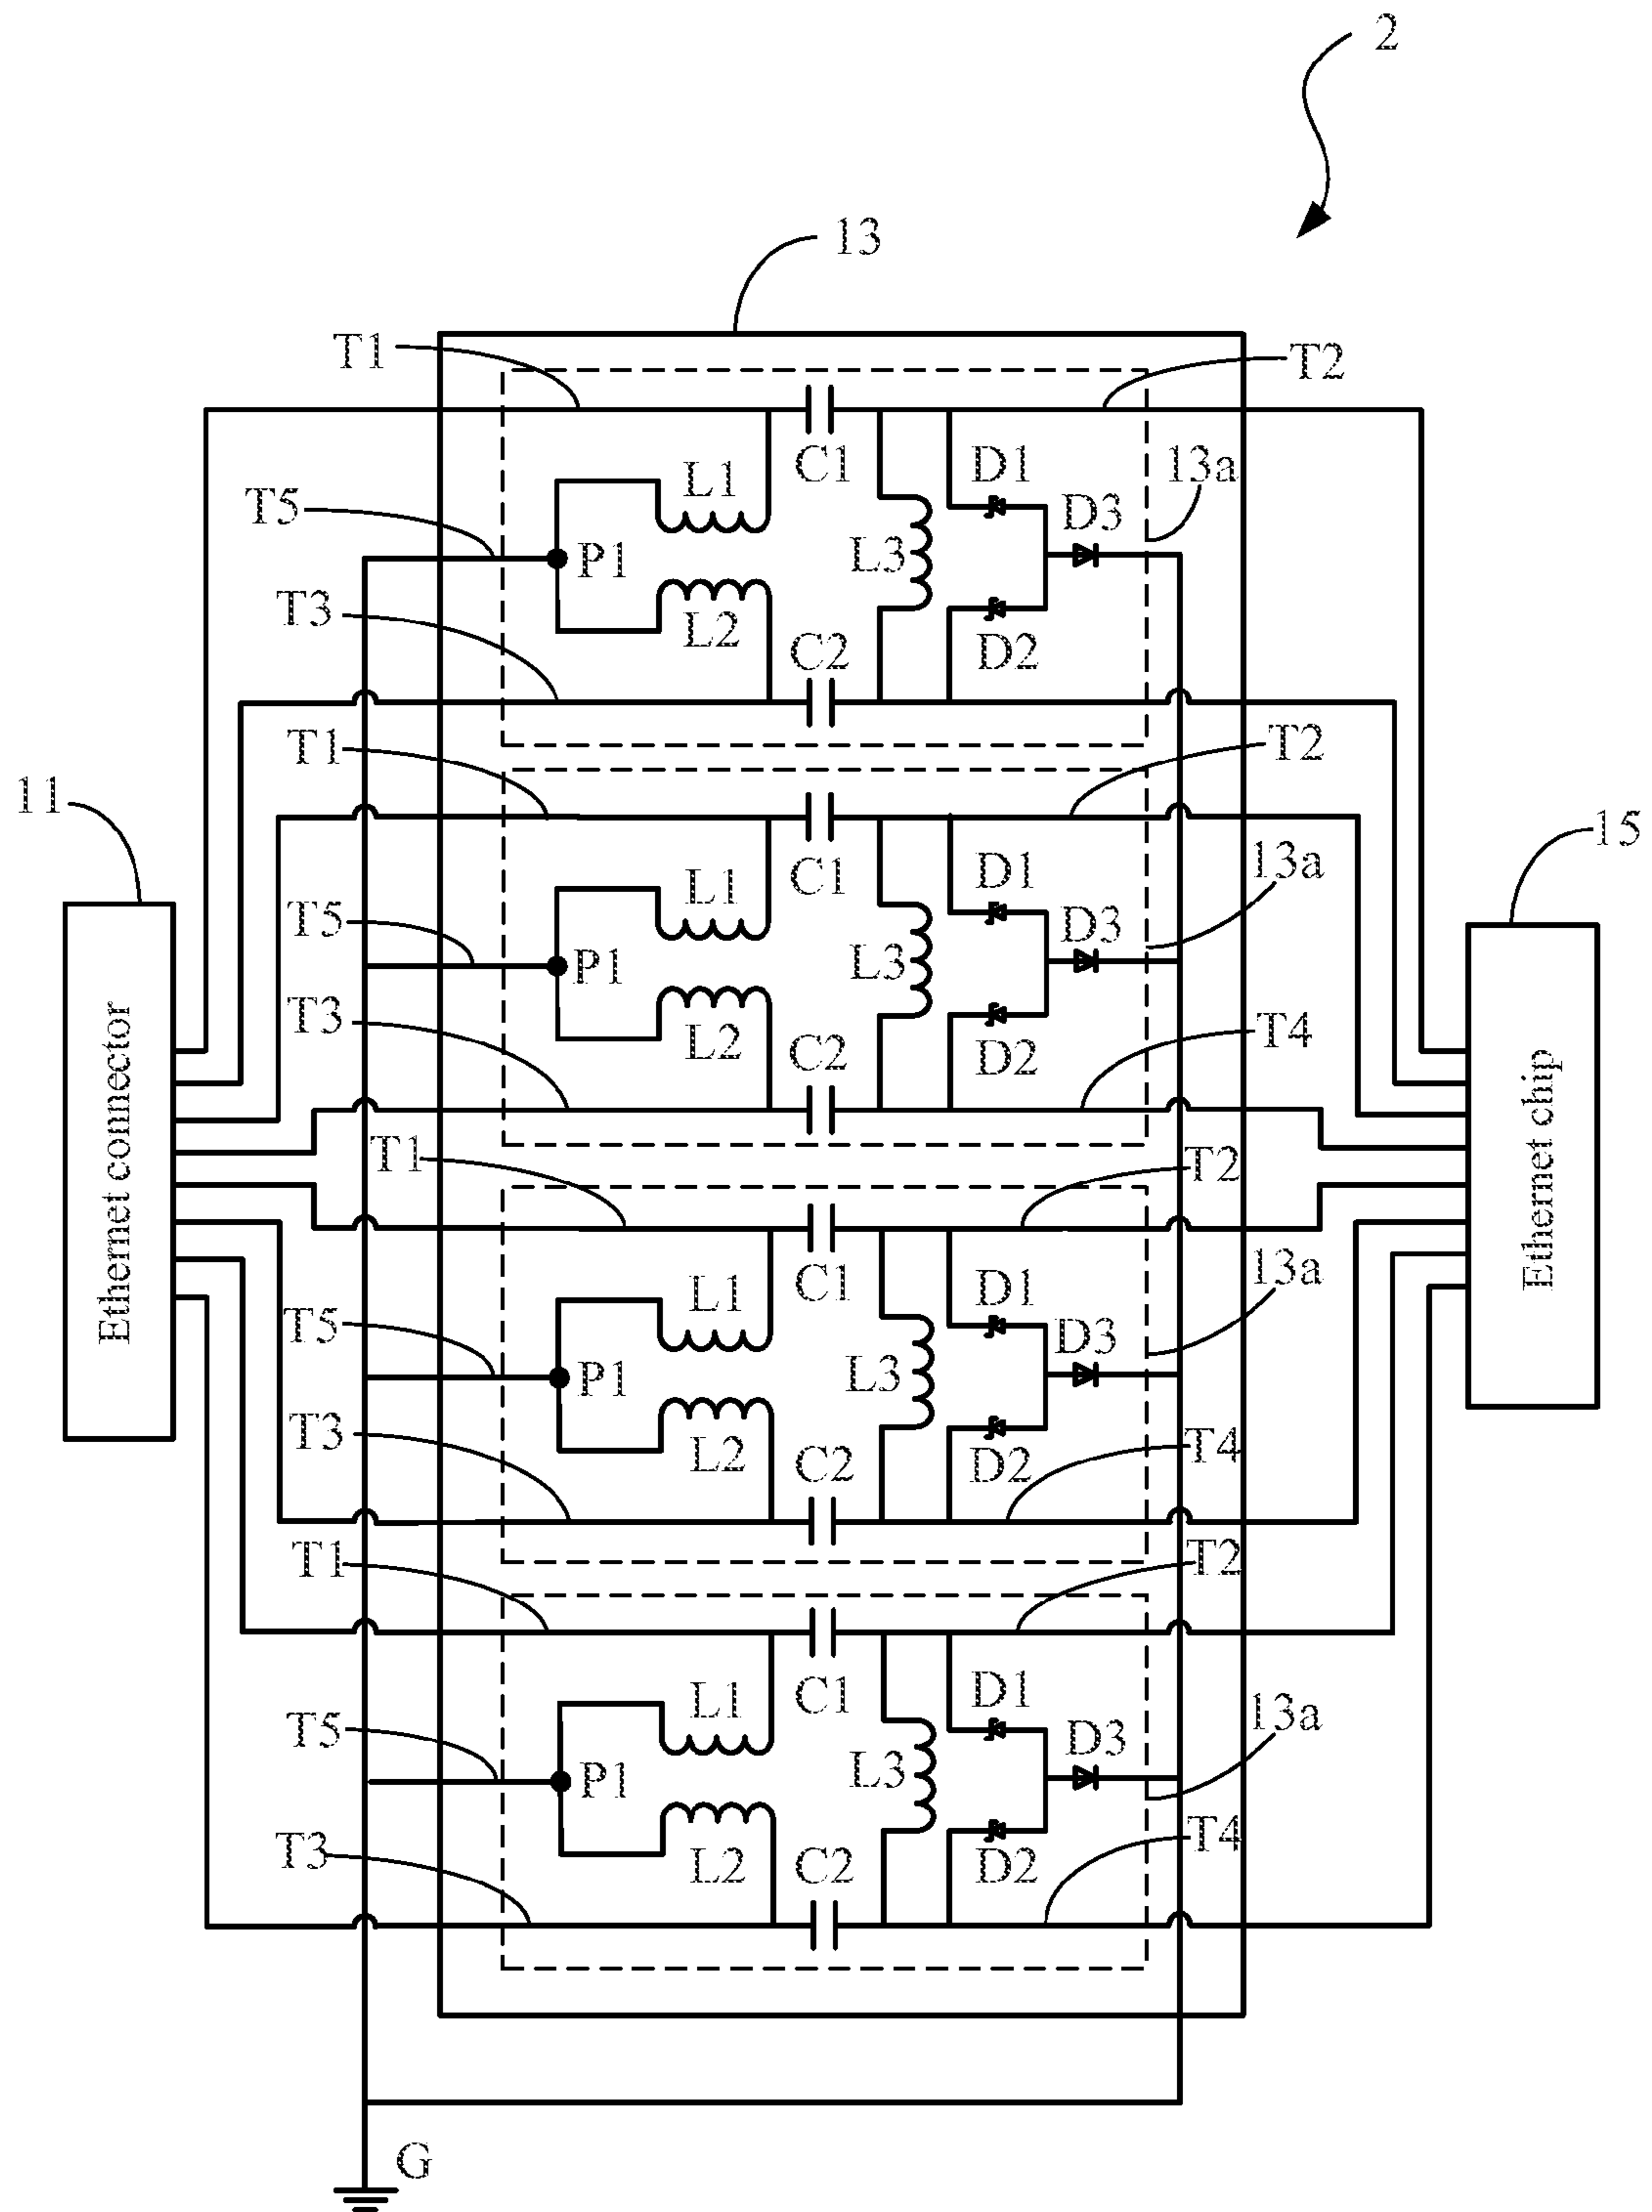 2
13
T1
T2
C1
D1
13a
L1
T5
D3
P1
L3
T3
L2
C2
D2
T1
T2
11
15
C1
D1
13a
L1
T5
D3
P1
L3
T3
L2
C2
D2
T4
Ethernet connector
Ethernet chip
T1
T2
C1
D1
13a
L1
T5
D3
P1
L3
T3
L2
C2
D2
T4
T1
T2
C1
D1
13a
L1
T5
D3
P1
L3
T3
L2
C2
D2
T4
G